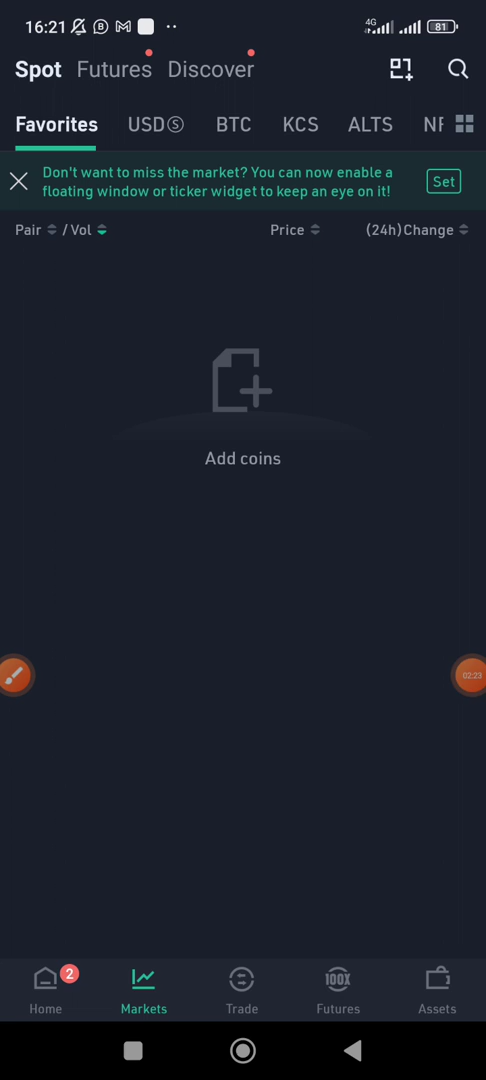 16:21 4G 81
Spot Futures Discover
Favorites USDⓈ BTC KCS ALTS
Don't want to miss the market? You can now enable a
floating window or ticker widget to keep an eye on it!
Set
Pair / Vol Price (24h)Change
Add coins
02:23
2
100X
Home Markets Trade Futures Assets